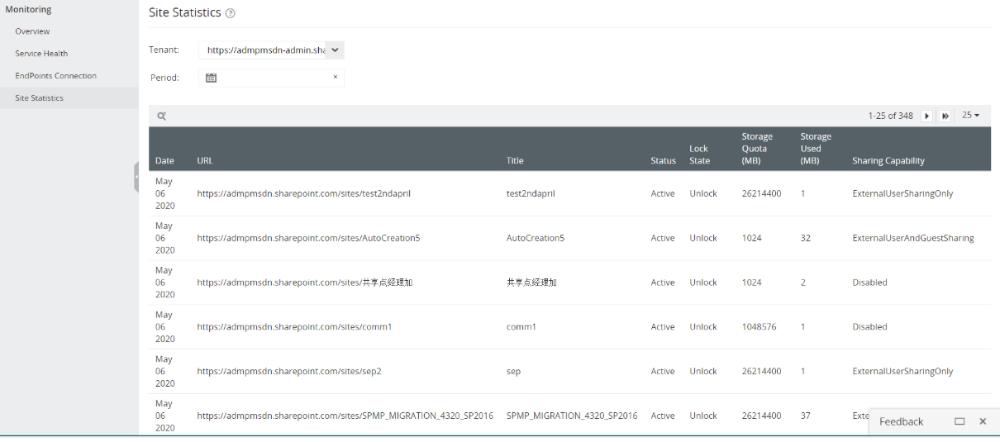 Monitoring
Overview
Service Health
EndPoints Connection
Site Statistics
Site Statistics ?
Tenant: https://admpmsdn-admin.sha
Period: ×
1-25 of 348 25
Date URL Title Status Lock State Storage Quota (MB) Storage Used (MB) Sharing Capability
May 06 2020 https://admpmsdn.sharepoint.com/sites/test2ndapril test2ndapril Active Unlock 26214400 1 ExternalUserSharingOnly
May 06 2020 https://admpmsdn.sharepoint.com/sites/AutoCreation5 AutoCreation5 Active Unlock 1024 32 ExternalUserAndGuestSharing
May 06 2020 https://admpmsdn.sharepoint.com/sites/共享点经理加 共享点经理加 Active Unlock 1024 2 Disabled
May 06 2020 https://admpmsdn.sharepoint.com/sites/comm1 comm1 Active Unlock 1048576 1 Disabled
May 06 2020 https://admpmsdn.sharepoint.com/sites/sep2 sep Active Unlock 26214400 1 ExternalUserSharingOnly
May 06 2020 https://admpmsdn.sharepoint.com/sites/SPMP_MIGRATION_4320_SP2016 SPMP_MIGRATION_4320_SP2016 Active Unlock 26214400 37 Exte
Feedback